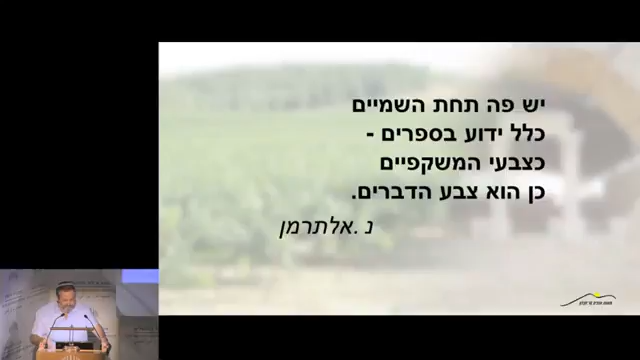 יש פה תחת השמיים
כלל ידוע בספרים -
כצבעי המשקפיים
כן הוא צבע הדברים.
נ .אלתרמן